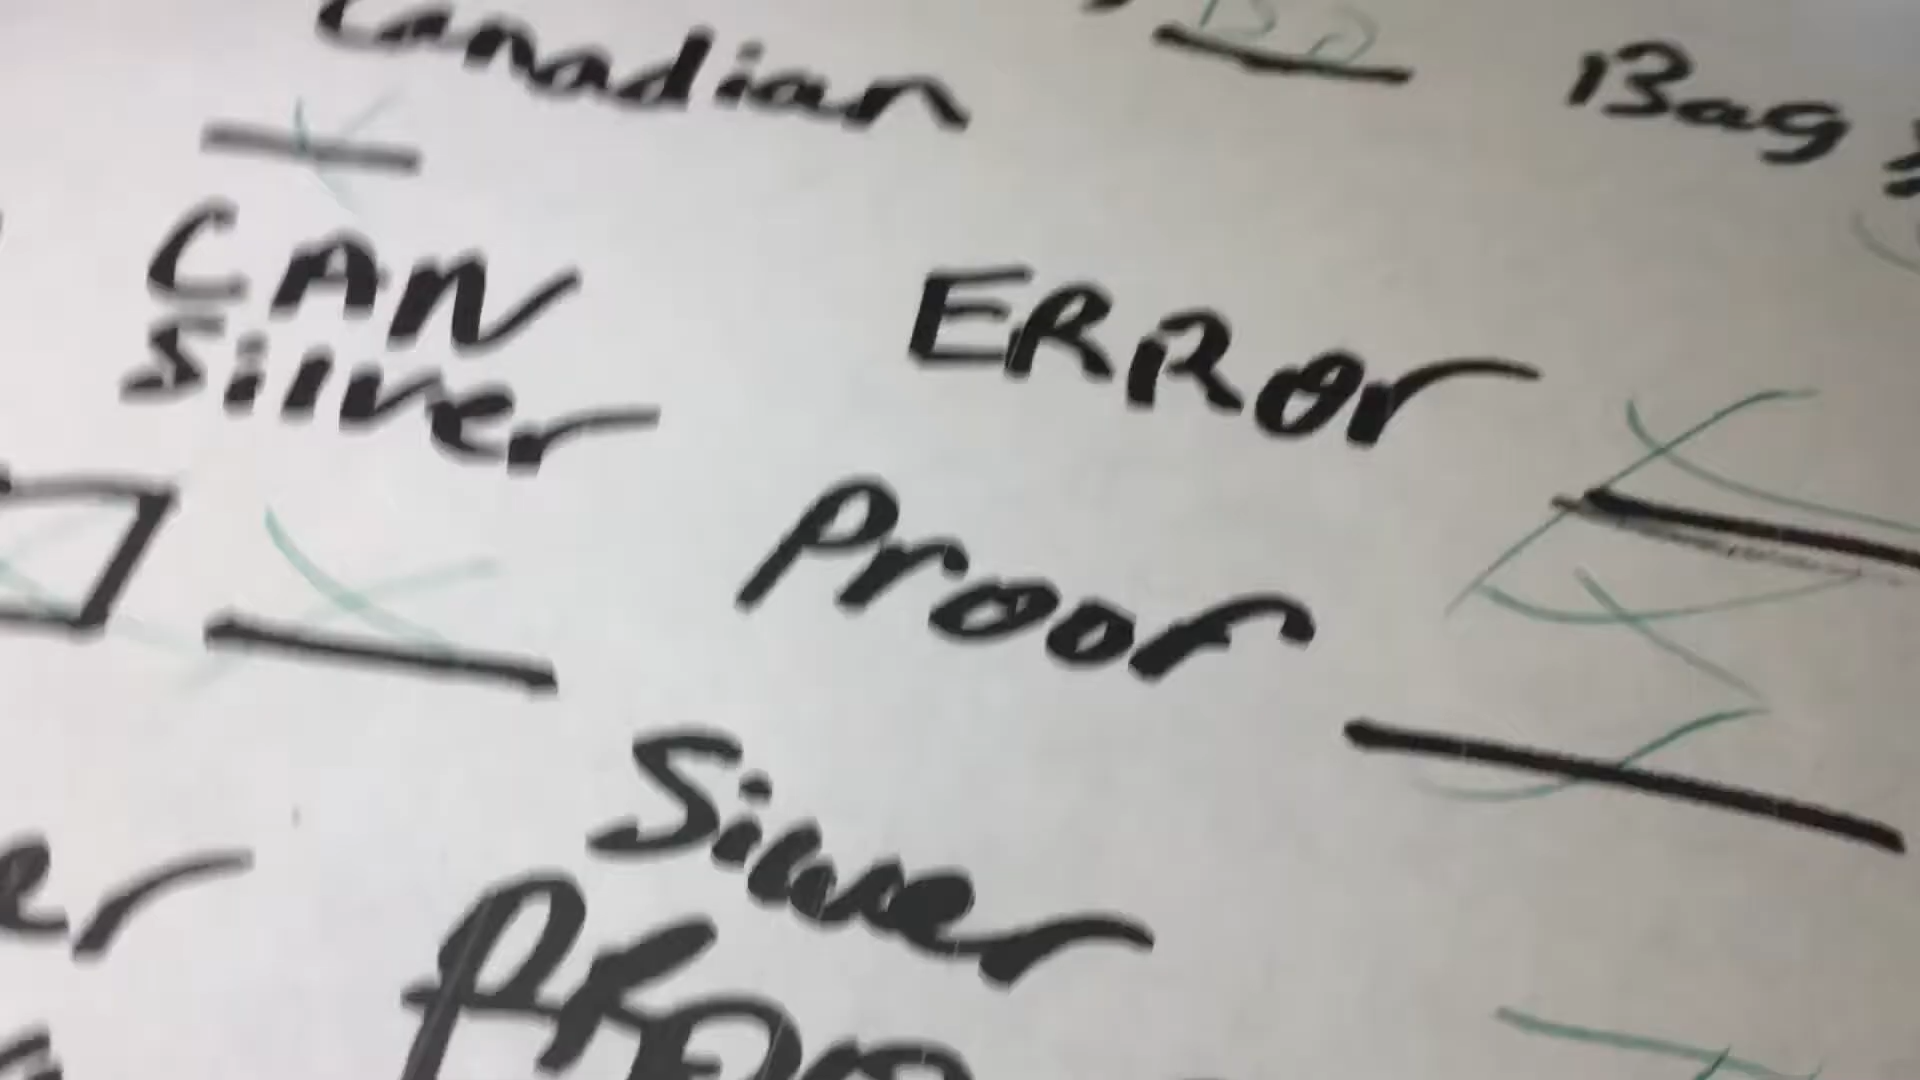 Canadian
Bag
CAN
Silver
ERROr
Proof
Silver